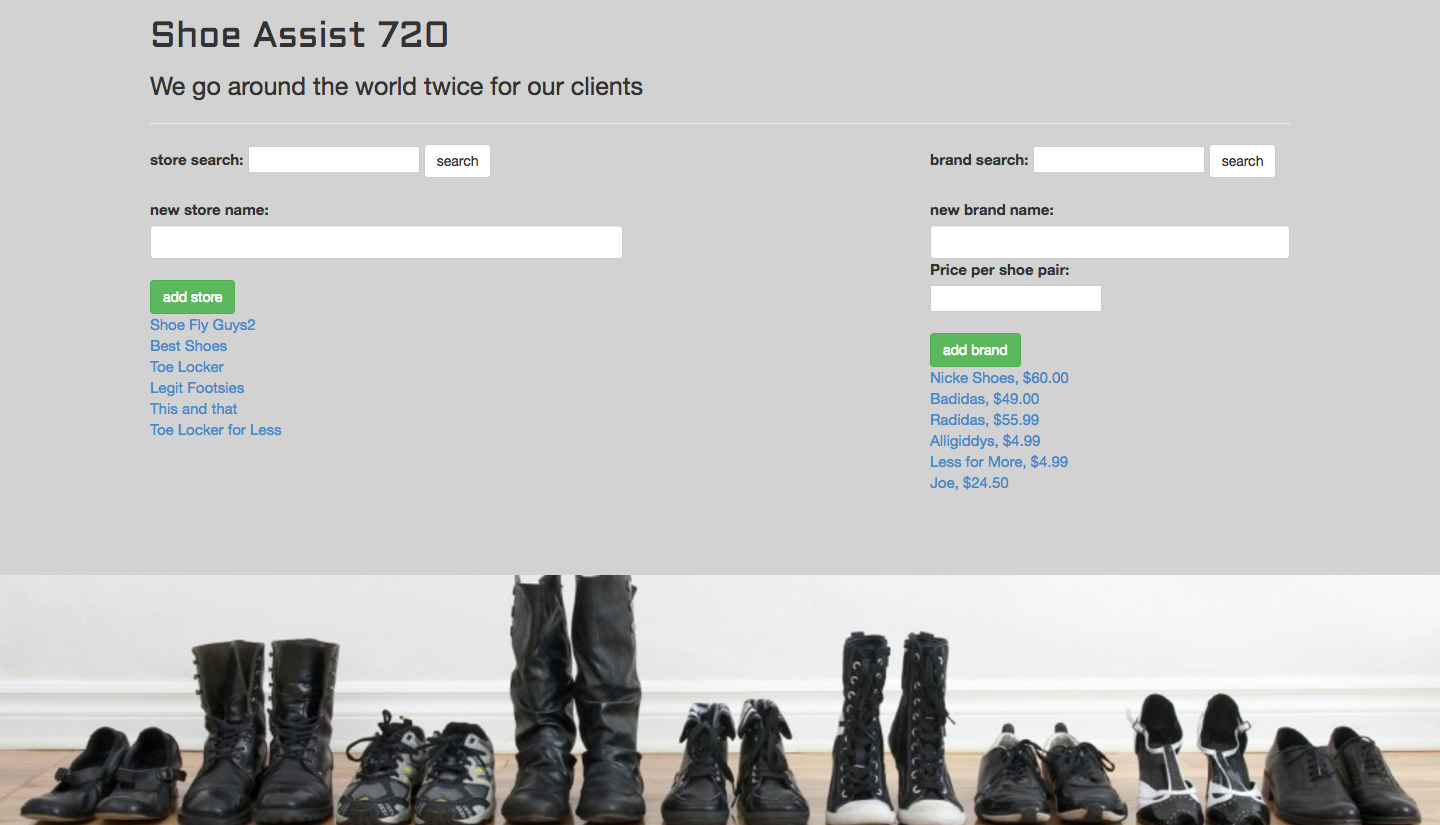 Shoe Assist 720
We go around the world twice for our clients
store search: search
new store name:
add store
Shoe Fly Guys2
Best Shoes
Toe Locker
Legit Footsies
This and that
Toe Locker for Less
brand search: search
new brand name:
Price per shoe pair:
add brand
Nicke Shoes, $60.00
Badidas, $49.00
Radidas, $55.99
Alligiddys, $4.99
Less for More, $4.99
Joe, $24.50